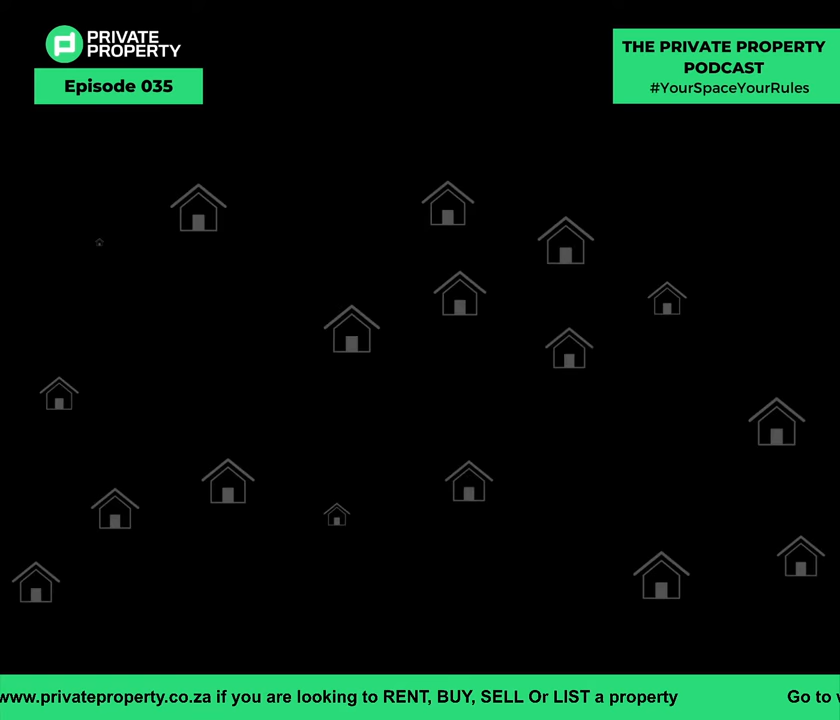 PRIVATE
PROPERTY
Episode 035
THE PRIVATE PROPERTY
PODCAST
#YourSpaceYourRules
www.privateproperty.co.za if you are looking to RENT, BUY, SELL Or LIST a property
Go to